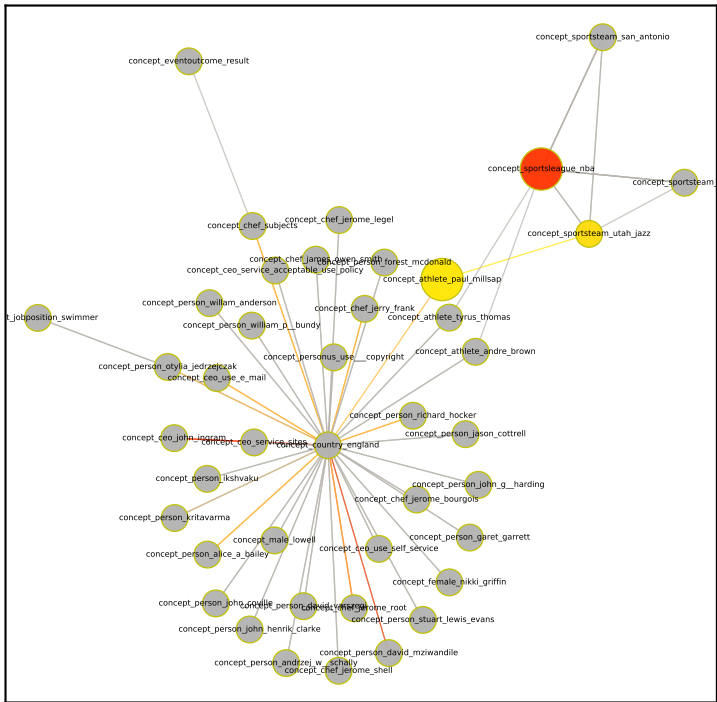 concept_sportsteam_san_antonio
concept_eventoutcome_result
concept_sportsleague_nba
concept_sportsteam_
concept_chef_jerome_legel
concept_chef_subjects
concept_sportsteam_utah_jazz
concept_chef_james_owen_smith
concept_person_forest_mcdonald
concept_ceo_service_acceptable_use_policy
concept_athlete_paul_millsap
concept_person_willam_anderson
concept_chef_jerry_frank
t_jobposition_swimmer
concept_athlete_tyrus_thomas
concept_person_william_p__bundy
concept_athlete_andre_brown
concept_personus_use___copyright
concept_person_otylia_jedrzejczak
concept_ceo_use_e_mail
concept_person_richard_hocker
concept_person_jason_cottrell
concept_ceo_john_ingram
concept_ceo_service_sites
concept_country_england
concept_person_ikshvaku
concept_person_john_g__harding
concept_chef_jerome_bourgois
concept_person_kritavarma
concept_person_garet_garrett
concept_male_lowell
concept_ceo_use_self_service
concept_person_alice_a_bailey
concept_female_nikki_griffin
concept_person_john_coville
concept_chef_jerome_root
concept_person_stuart_lewis_evans
concept_person_john_henrik_clarke
concept_person_david_mziwandile
concept_person_andrzej_w__schally
concept_chef_jerome_shell